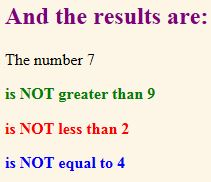 And the results are:
The number 7
is NOT greater than 9
is NOT less than 2
is NOT equal to 4